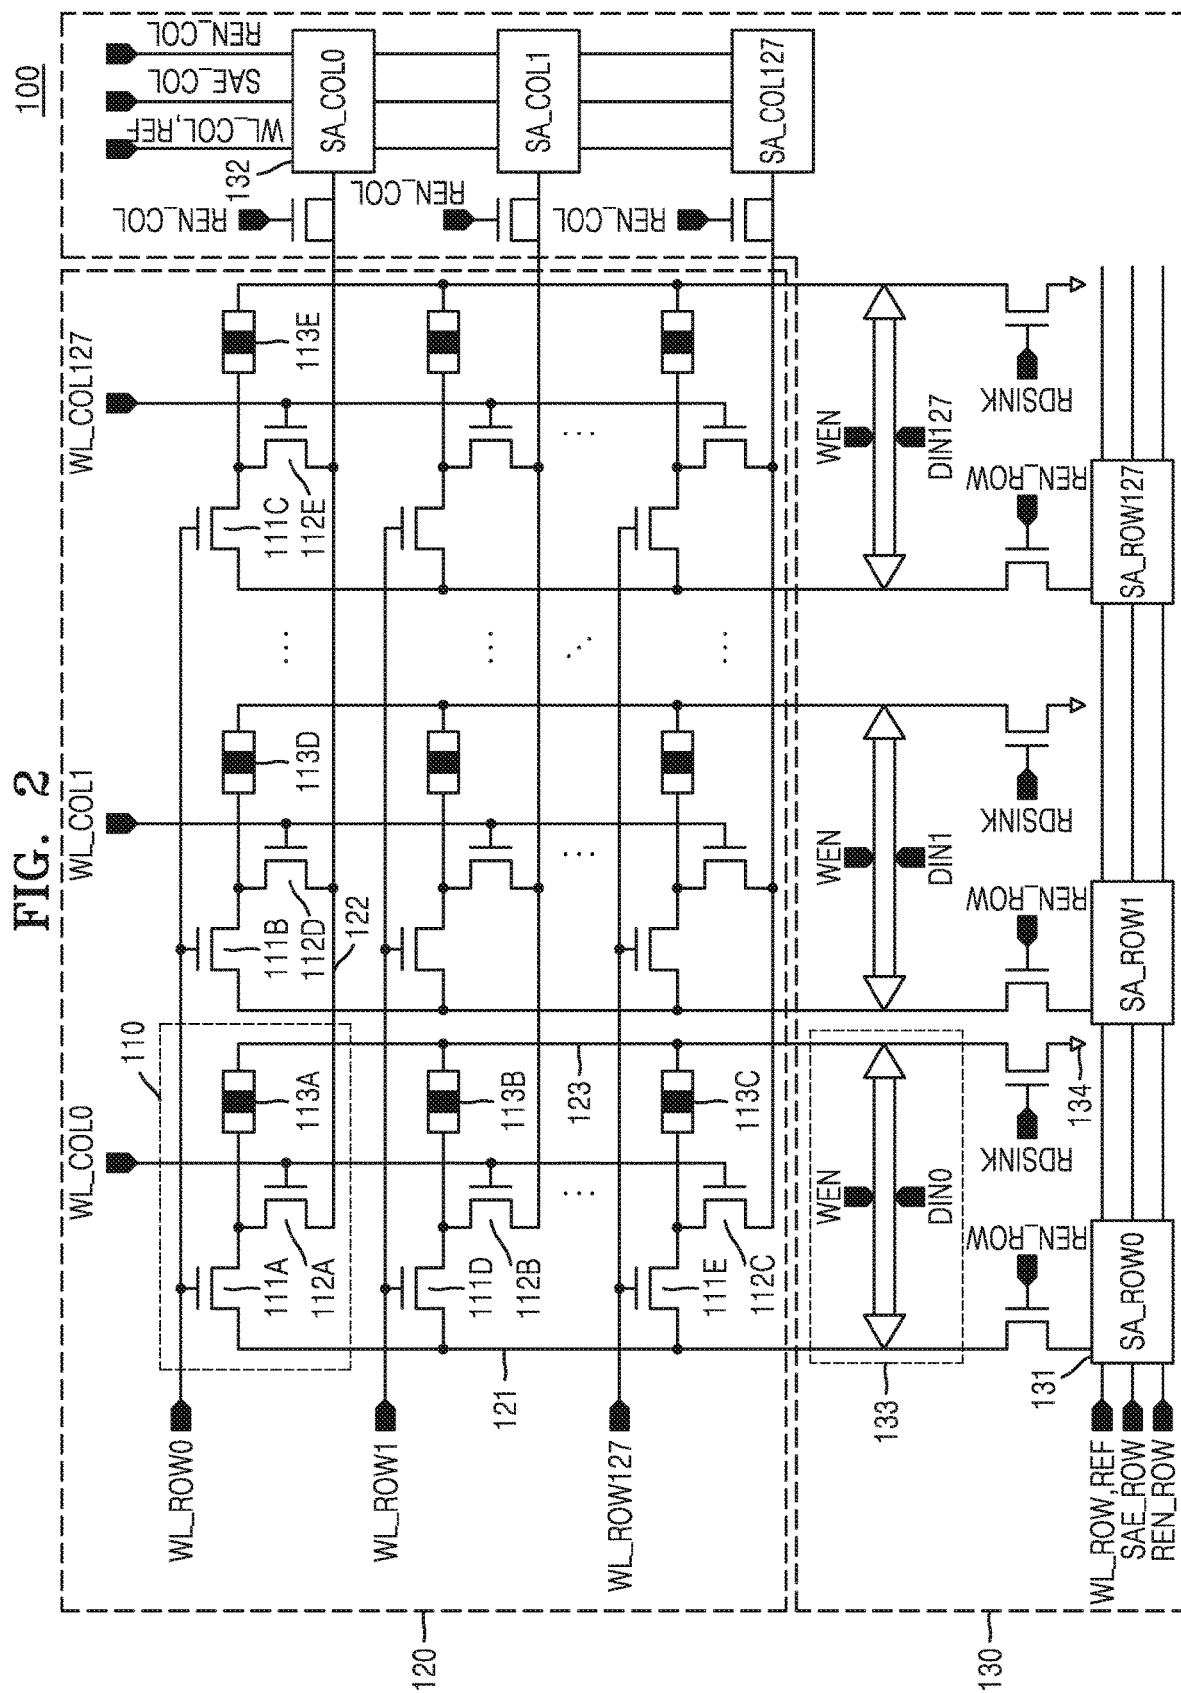 FIG. 2
100
WL_COL0
WL_COL1
WL_COL127
WL_COL,REF
SAE_COL
REN_COL
110
132
WL_ROW0
111A
112A
113A
111B
112D
113D
122
111C
112E
113E
REN_COL
SA_COL0
WL_ROW1
111D
112B
113B
REN_COL
SA_COL1
121
123
WL_ROW127
111E
112C
113C
REN_COL
SA_COL127
120
133
WEN
DIN0
WEN
DIN1
WEN
DIN127
130
REN_ROW
RDSINK
134
REN_ROW
RDSINK
REN_ROW
RDSINK
131
WL_ROW,REF
SAE_ROW
REN_ROW
SA_ROW0
SA_ROW1
SA_ROW127